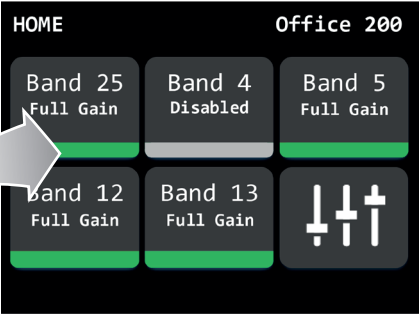 HOME
Office 200
Band 25
Full Gain
Band 4
Disabled
Band 5
Full Gain
Band 12
Full Gain
Band 13
Full Gain